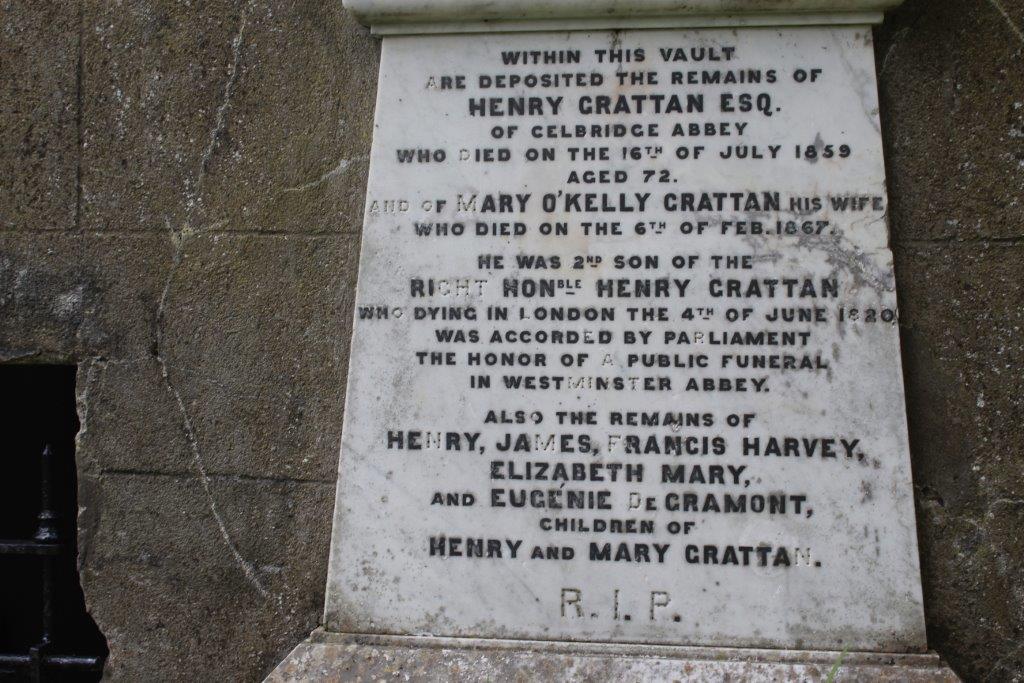 WITHIN THIS VAULT
ARE DEPOSITED THE REMAINS OF
HENRY GRATTAN ESQ.
OF CELBRIDGE ABBEY
WHO DIED ON THE 16TH OF JULY 1859
AGED 72.
AND OF MARY O'KELLY GRATTAN HIS WIFE
WHO DIED ON THE 6TH OF FEB. 1867.
HE WAS 2ND SON OF THE
RIGHT HONBLE HENRY GRATTAN
WHO DYING IN LONDON THE 4TH OF JUNE 1820
WAS ACCORDED BY PARLIAMENT
THE HONOR OF A PUBLIC FUNERAL
IN WESTMINSTER ABBEY.
ALSO THE REMAINS OF
HENRY, JAMES, FRANCIS HARVEY,
ELIZABETH MARY,
AND EUGÉNIE DE GRAMONT,
CHILDREN OF
HENRY AND MARY GRATTAN.
R.I.P.